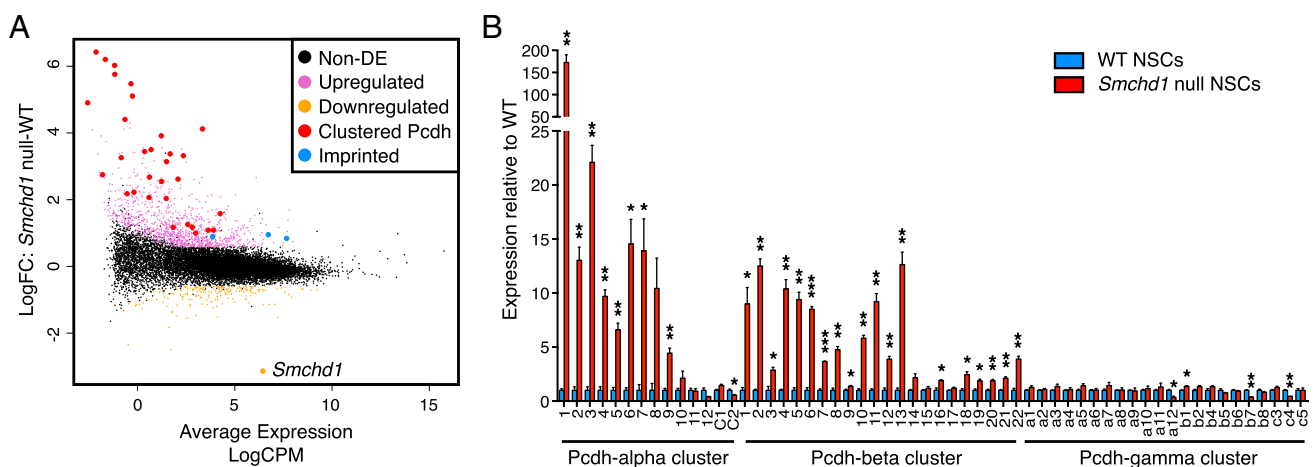 A
LogFC: Smchd1 null-WT
6
4
2
0
-2
0
5
10
15
Average Expression
LogCPM
Non-DE
Upregulated
Downregulated
Clustered Pcdh
Imprinted
Smchd1
B
Expression relative to WT
200
150
100
50
25
20
15
10
5
0
WT NSCs
Smchd1 null NSCs
** ** ** ** ** * * ** * * ** * ** ** *** *** ** * ** ** ** ** * * * ** ** ** * * ** **
1 2 3 4 5 6 7 8 9 10 11 12 C1 C2
1 2 3 4 5 6 7 8 9 10 11 12 13 14 15 16 17 18 19 20 21 22
a1 a2 a3 a4 a5 a6 a7 a8 a9 a10 a11 a12 b1 b2 b4 b5 b6 b7 b8 c3 c4 c5
Pcdh-alpha cluster
Pcdh-beta cluster
Pcdh-gamma cluster